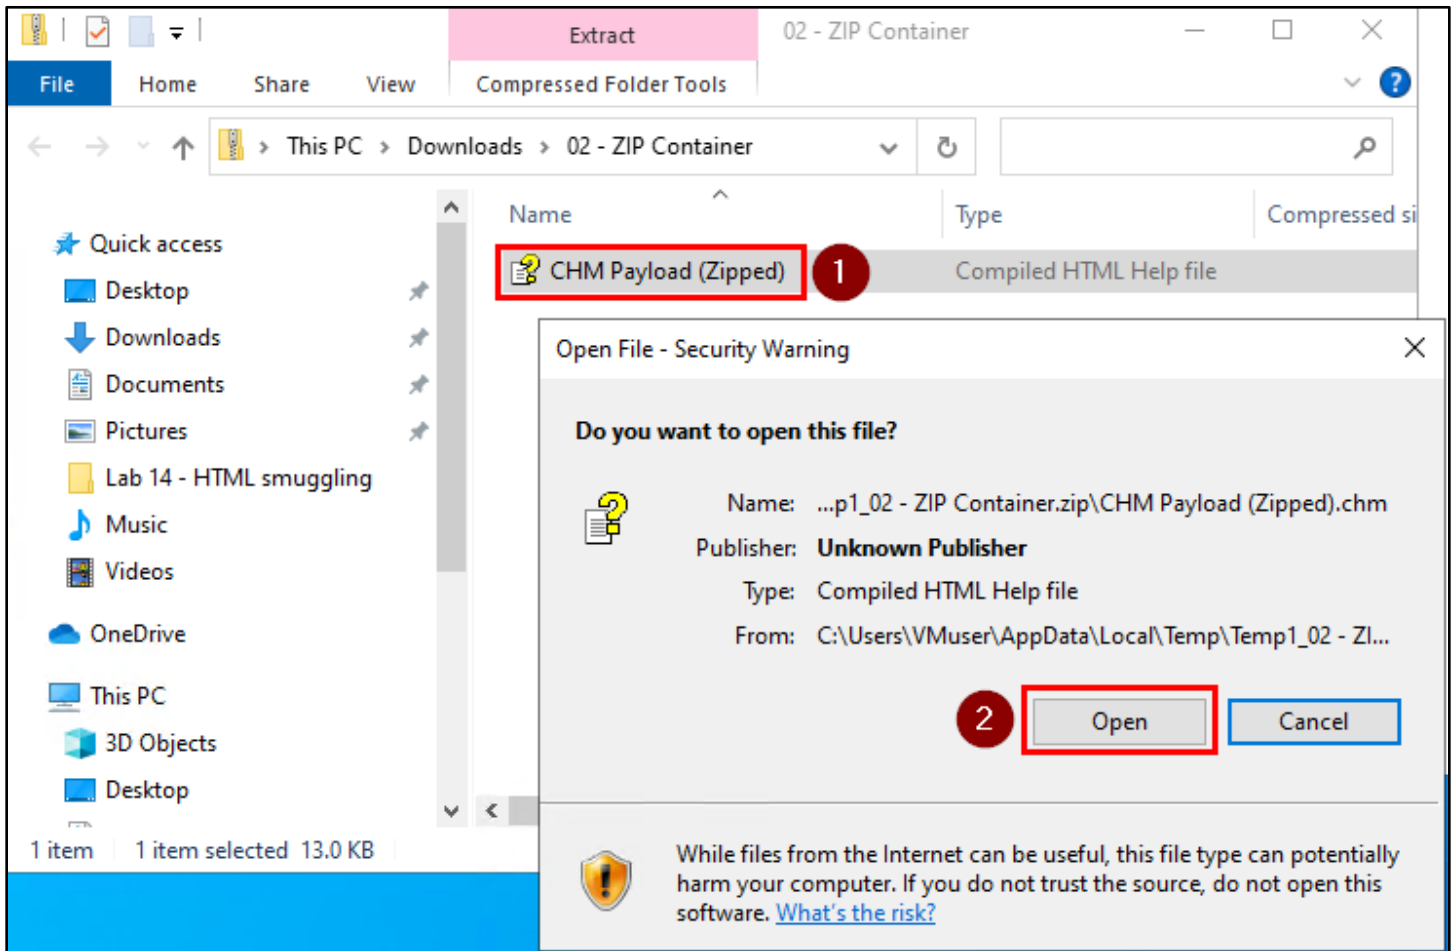 Extract
02 - ZIP Container
File Home Share View Compressed Folder Tools
?
This PC > Downloads > 02 - ZIP Container
Name Type Compressed si
Quick access
CHM Payload (Zipped) 1 Compiled HTML Help file
Desktop
Downloads
Documents
Pictures
Lab 14 - HTML smuggling
Music
Videos
OneDrive
This PC
3D Objects
Desktop
1 item 1 item selected 13.0 KB
Open File - Security Warning
Do you want to open this file?
Name: ...p1_02 - ZIP Container.zip\CHM Payload (Zipped).chm
Publisher: Unknown Publisher
Type: Compiled HTML Help file
From: C:\Users\VMuser\AppData\Local\Temp\Temp1_02 - ZI...
2 Open Cancel
While files from the Internet can be useful, this file type can potentially
harm your computer. If you do not trust the source, do not open this
software. What's the risk?